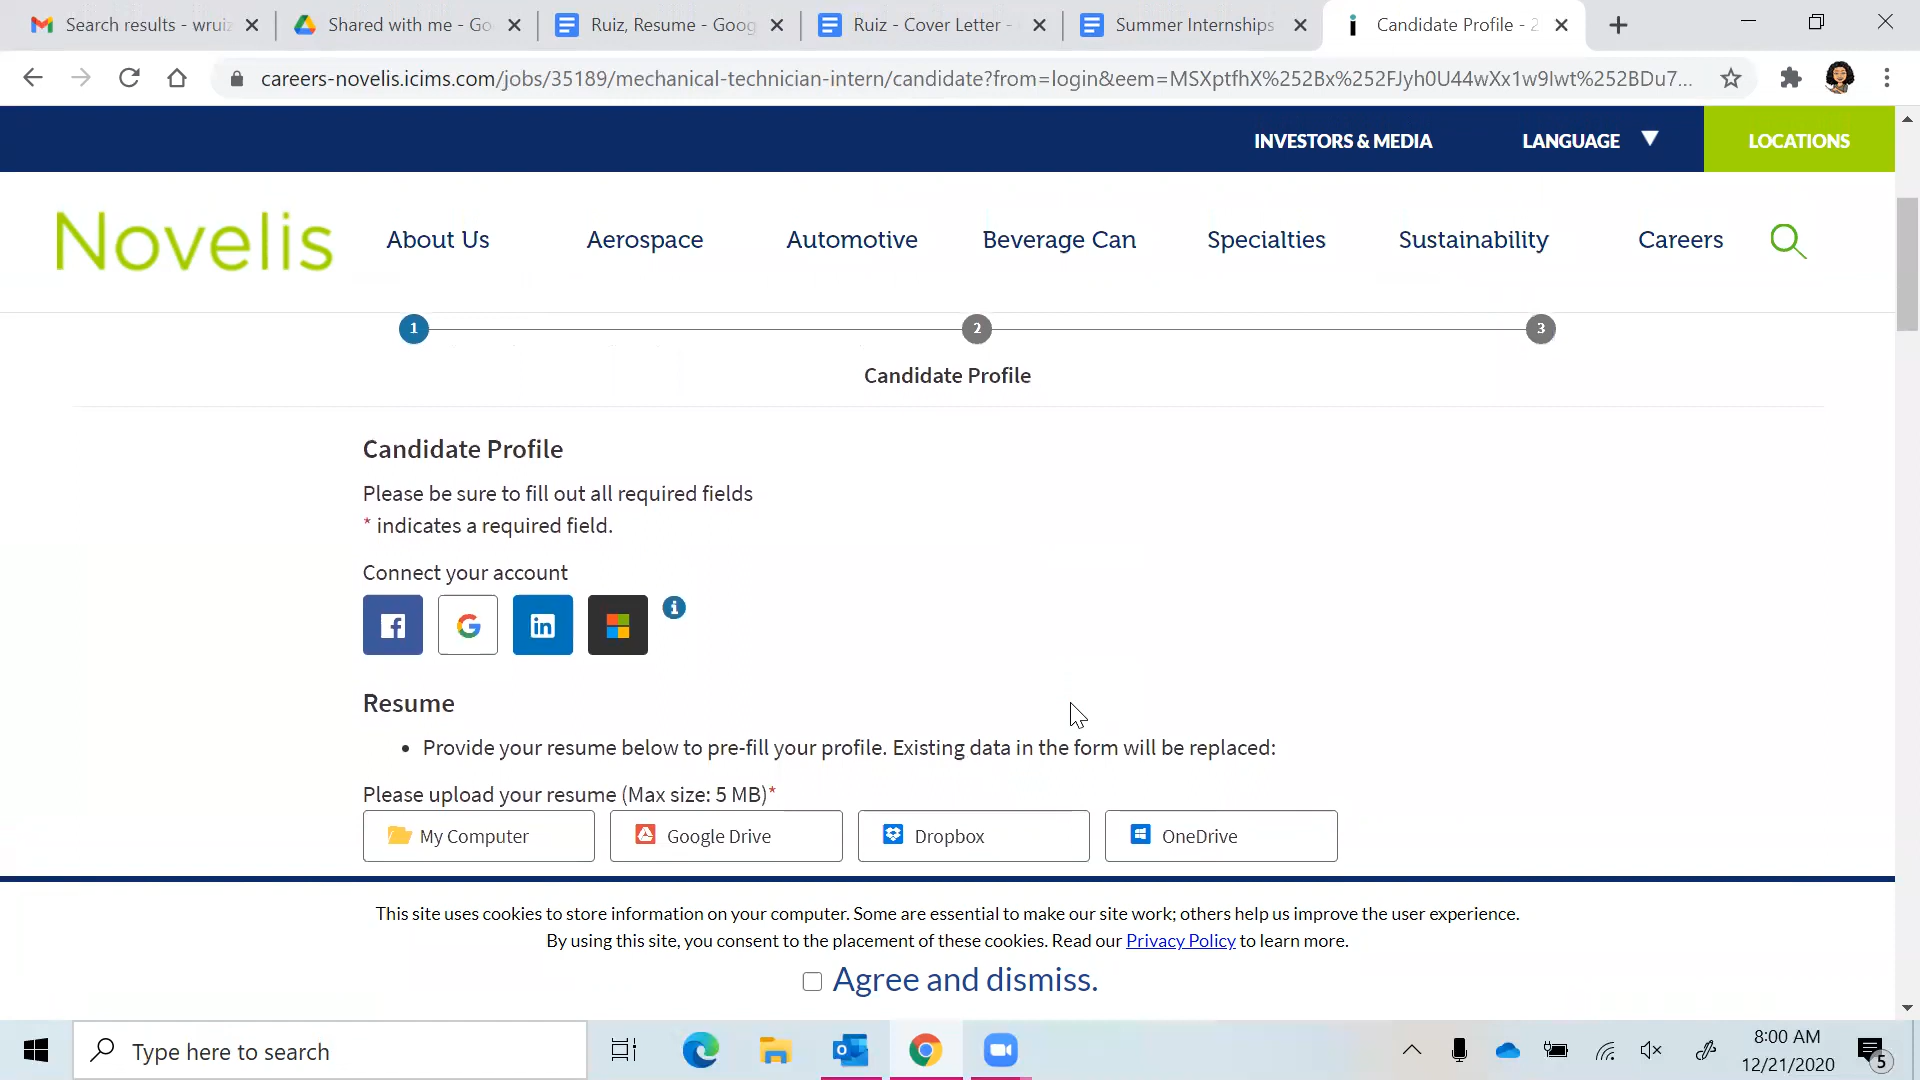 Search results - wruiz
Shared with me - Go
Ruiz, Resume - Goog
Ruiz - Cover Letter -
Summer Internships
Candidate Profile - 2
careers-novelis.icims.com/jobs/35189/mechanical-technician-intern/candidate?from=login&eem=MSXptfhX%252Bx%252FJyh0U44wXx1w9Iwt%252BDu7...
INVESTORS & MEDIA
LANGUAGE
LOCATIONS
Novelis
About Us
Aerospace
Automotive
Beverage Can
Specialties
Sustainability
Careers
1
2
3
Candidate Profile
Candidate Profile
Please be sure to fill out all required fields
* indicates a required field.
Connect your account
Resume
• Provide your resume below to pre-fill your profile. Existing data in the form will be replaced:
Please upload your resume (Max size: 5 MB)*
My Computer
Google Drive
Dropbox
OneDrive
This site uses cookies to store information on your computer. Some are essential to make our site work; others help us improve the user experience.
By using this site, you consent to the placement of these cookies. Read our Privacy Policy to learn more.
Agree and dismiss.
Type here to search
8:00 AM
12/21/2020
5